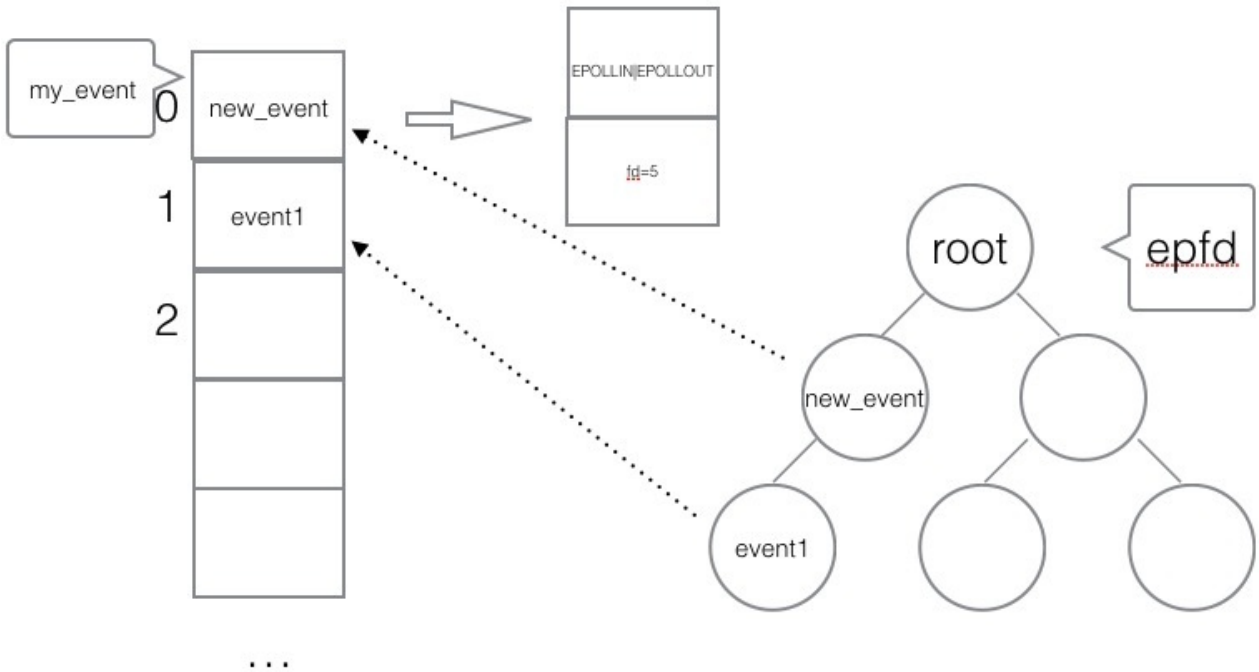 my_event
0
new_event
EPOLLIN|EPOLLOUT
fd=5
1
event1
2
root
epfd
new_event
event1
...